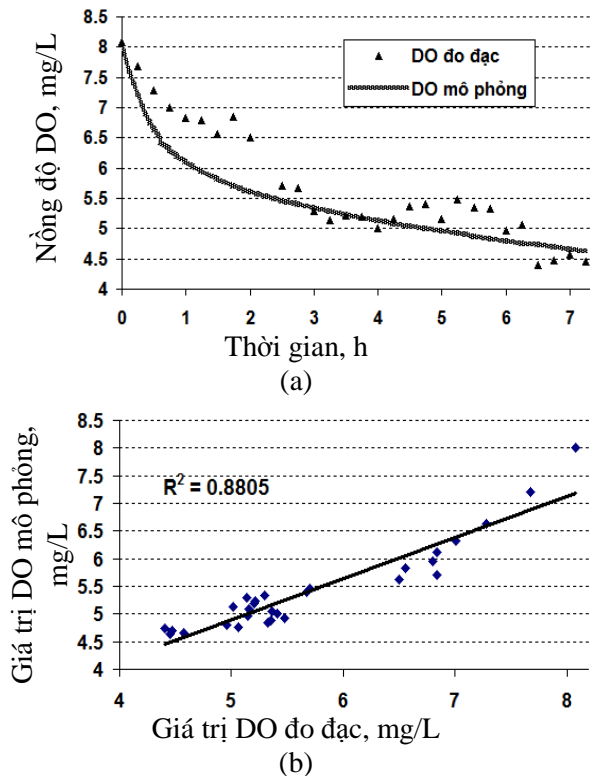 8.5
8
7.5
7
6.5
6
5.5
5
4.5
4
Nồng độ DO, mg/L
DO đo đạc
DO mô phỏng
0 1 2 3 4 5 6 7
Thời gian, h
(a)
8.5
8
7.5
7
6.5
6
5.5
5
4.5
4
Giá trị DO mô phỏng,
mg/L
R² = 0.8805
4 5 6 7 8
Giá trị DO đo đạc, mg/L
(b)